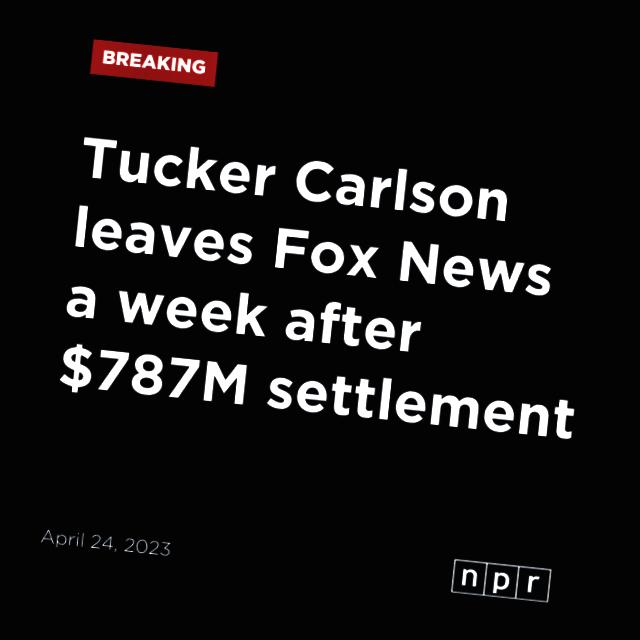 BREAKING
Tucker Carlson
leaves Fox News
a week after
$787M settlement
April 24, 2023
npr